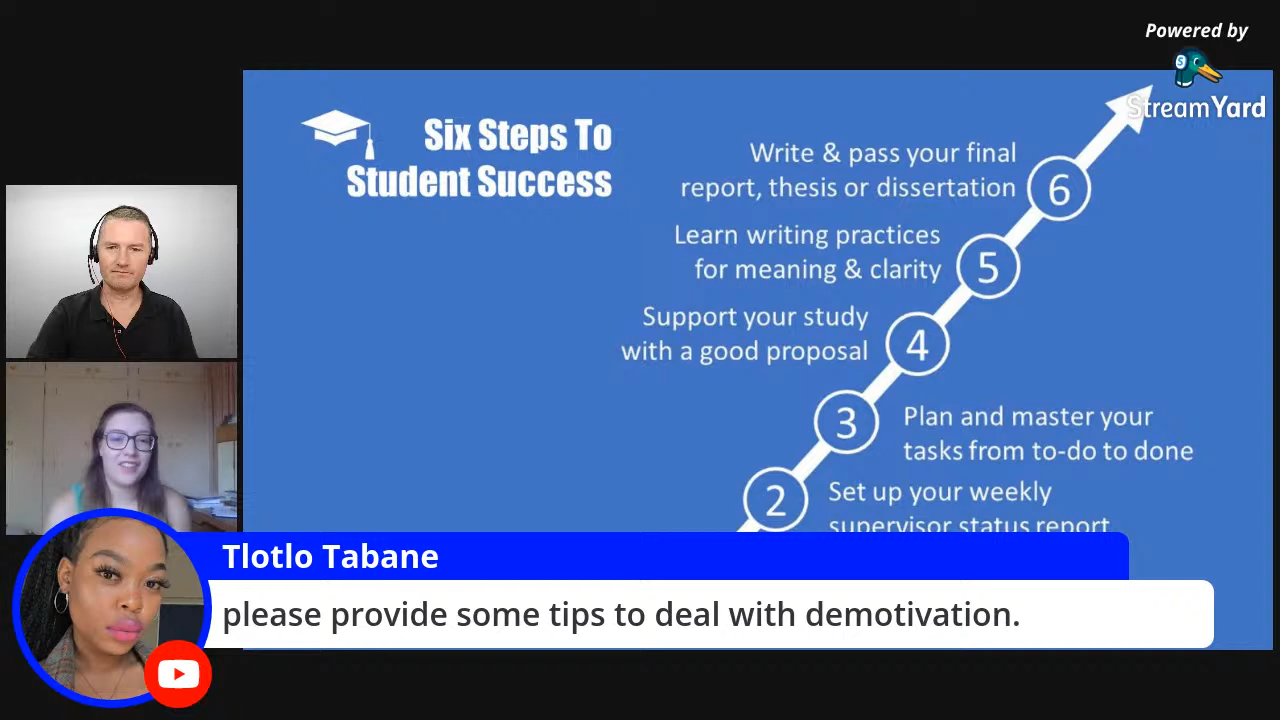 Powered by
StreamYard
Six Steps To
Student Success
Write & pass your final
report, thesis or dissertation
6
Learn writing practices
for meaning & clarity
5
Support your study
with a good proposal
4
3
Plan and master your
tasks from to-do to done
2
Set up your weekly
supervisor status report
Tlotlo Tabane
please provide some tips to deal with demotivation.